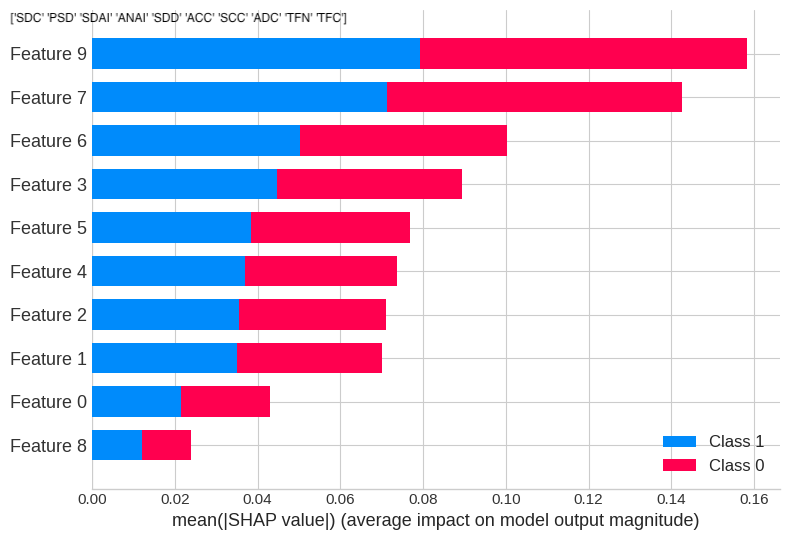 ['SDC' 'PSD' 'SDAI' 'ANAI' 'SDD' 'ACC' 'SCC' 'ADC' 'TFN' 'TFC']
Feature 9
Feature 7
Feature 6
Feature 3
Feature 5
Feature 4
Feature 2
Feature 1
Feature 0
Feature 8
Class 1
Class 0
0.00 0.02 0.04 0.06 0.08 0.10 0.12 0.14 0.16
mean(|SHAP value|) (average impact on model output magnitude)